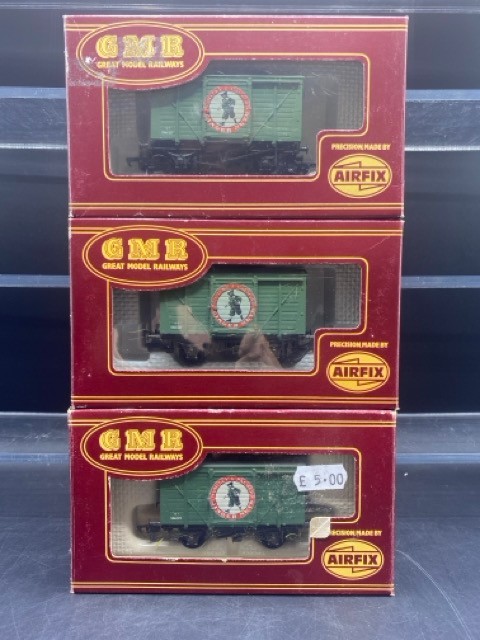 GMR
GREAT MODEL RAILWAYS
PRECISION MADE BY
AIRFIX
GMR
GREAT MODEL RAILWAYS
PRECISION MADE BY
AIRFIX
GMR
GREAT MODEL RAILWAYS
£ 5.00
PRECISION MADE BY
AIRFIX